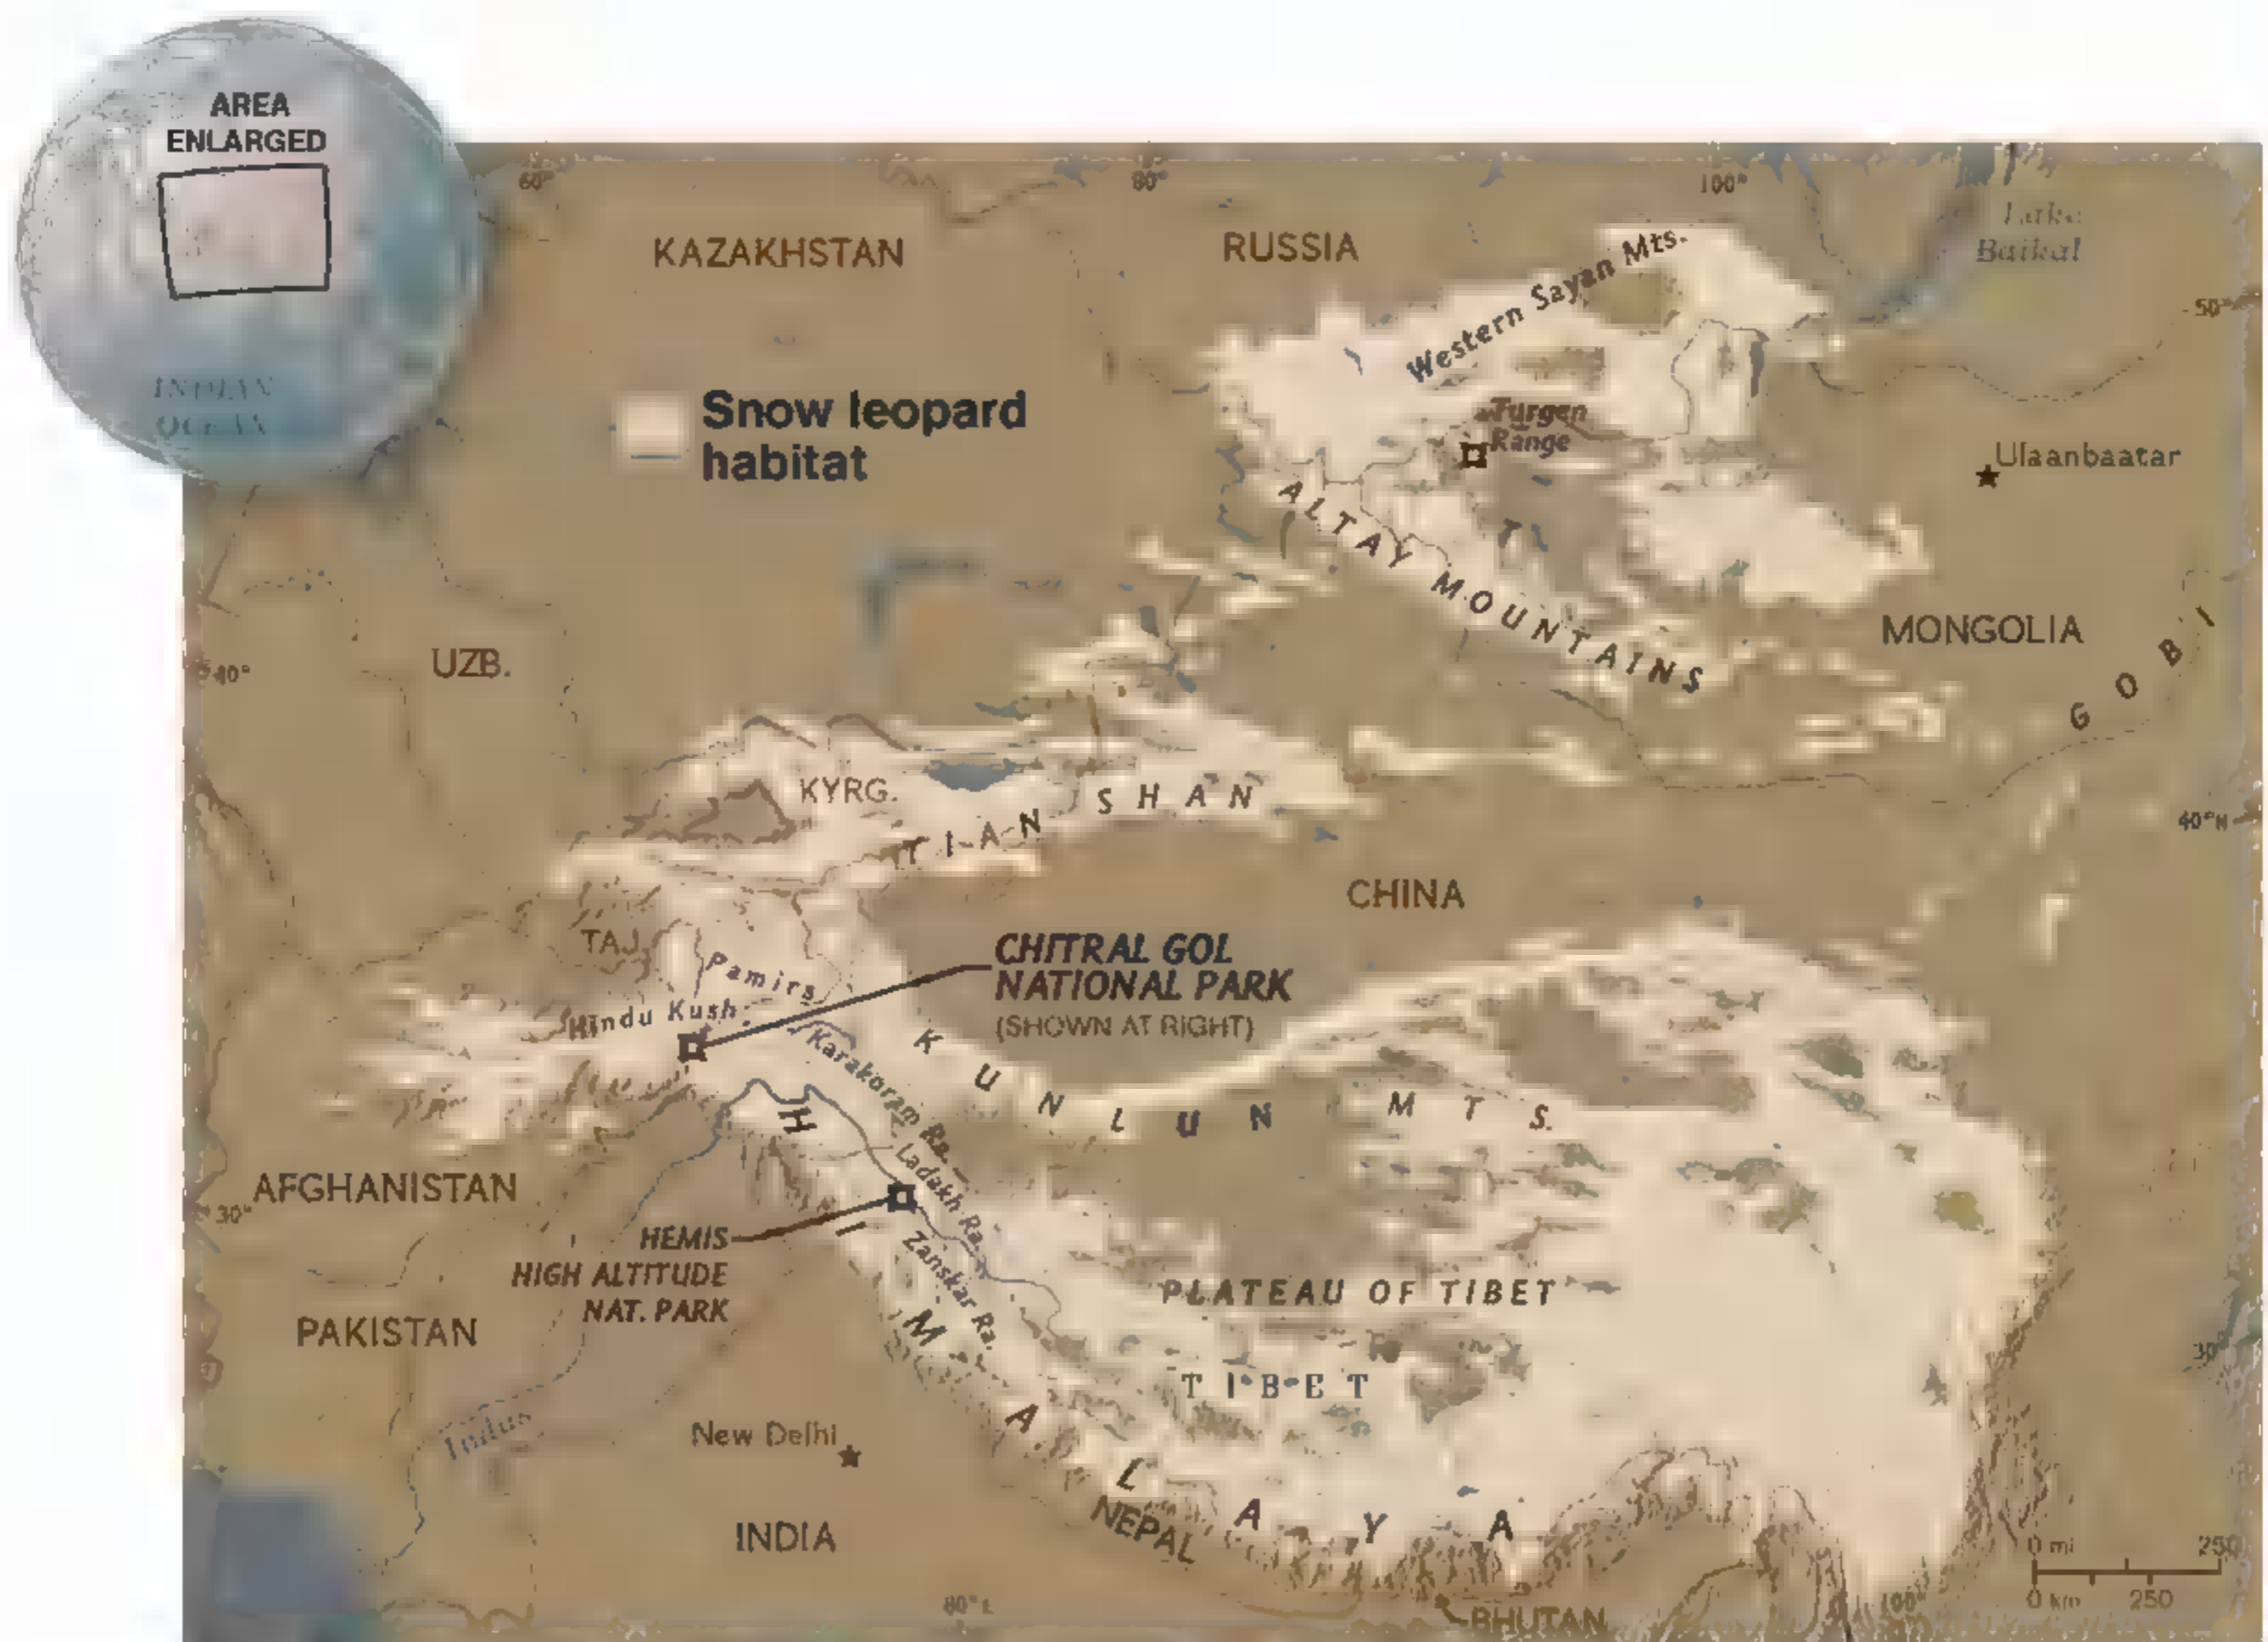 AREA
ENLARGED
INDIAN
OCEAN
60°
80°
100°
Lake
Baikal
KAZAKHSTAN
RUSSIA
Western Sayan Mts.
50°
Snow leopard
habitat
Turgen
Range
Ulaanbaatar
ALTAY MOUNTAINS
MONGOLIA
GOBI
UZB.
40°
KYRG.
TIAN SHAN
40°N
CHINA
TAJ.
Pamirs
CHITRAL GOL
NATIONAL PARK
(SHOWN AT RIGHT)
Hindu Kush
Karakoram Ra.
KUNLUN MTS.
Ladakh Ra.
AFGHANISTAN
30°
HEMIS
HIGH ALTITUDE
NAT. PARK
Zanskar Ra.
PLATEAU OF TIBET
PAKISTAN
30°
TIBET
HIMALAYA
Indus
New Delhi
NEPAL
INDIA
0 mi 250
0 km 250
80°E
100°
BHUTAN